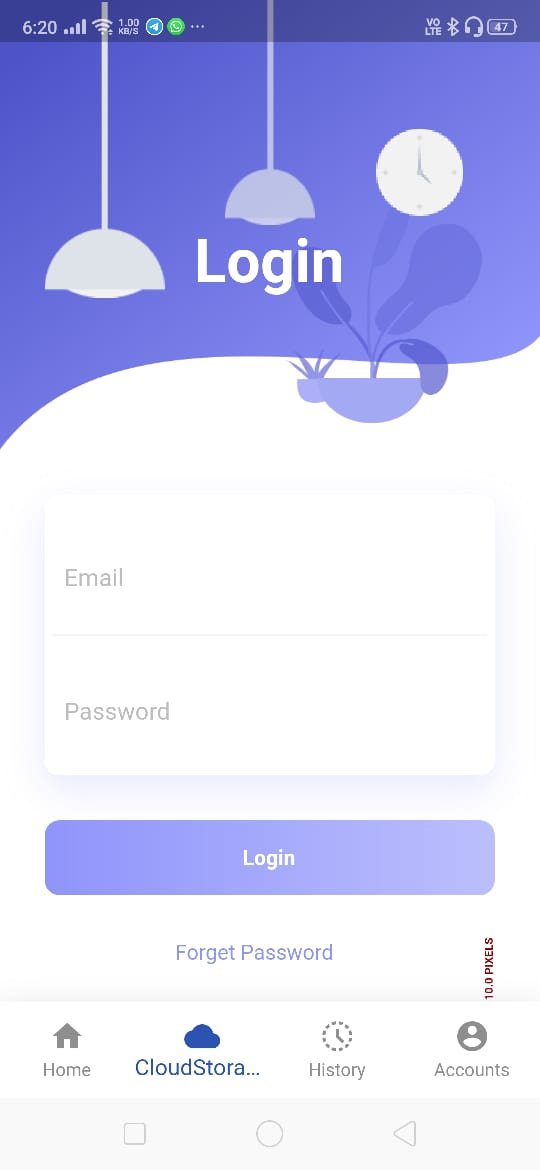 6:20
1.00
KB/S
VO
LTE
47
Login
Email
Password
Login
Forget Password
10.0 PIXELS
Home
CloudStora...
History
Accounts